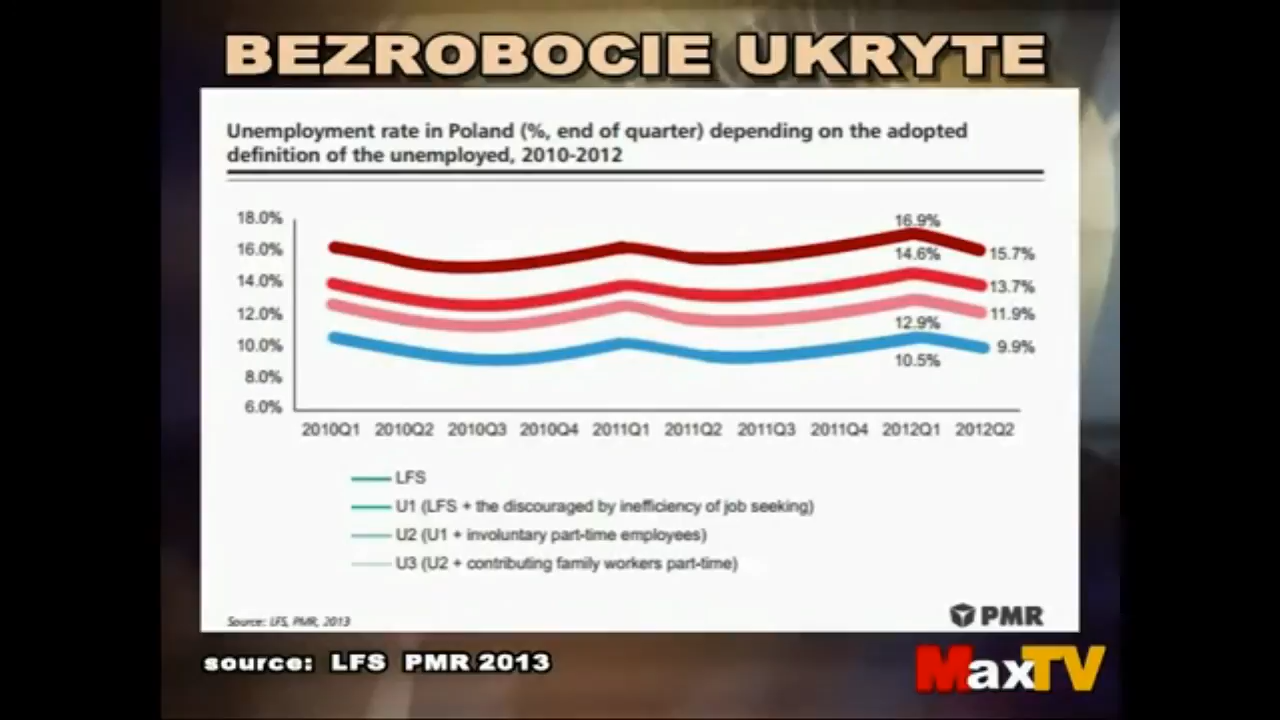 BEZROBOCIE UKRYTE
Unemployment rate in Poland (%, end of quarter) depending on the adopted
definition of the unemployed, 2010-2012
18.0%
16.0%
14.0%
12.0%
10.0%
8.0%
6.0%
16.9%
15.7%
14.6%
13.7%
12.9%
11.9%
10.5%
9.9%
2010Q1 2010Q2 2010Q3 2010Q4 2011Q1 2011Q2 2011Q3 2011Q4 2012Q1 2012Q2
LFS
U1 (LFS + the discouraged by inefficiency of job seeking)
U2 (U1 + involuntary part-time employees)
U3 (U2 + contributing family workers part-time)
Source: LFS, PMR, 2013
PMR
source: LFS PMR 2013
MaxTV